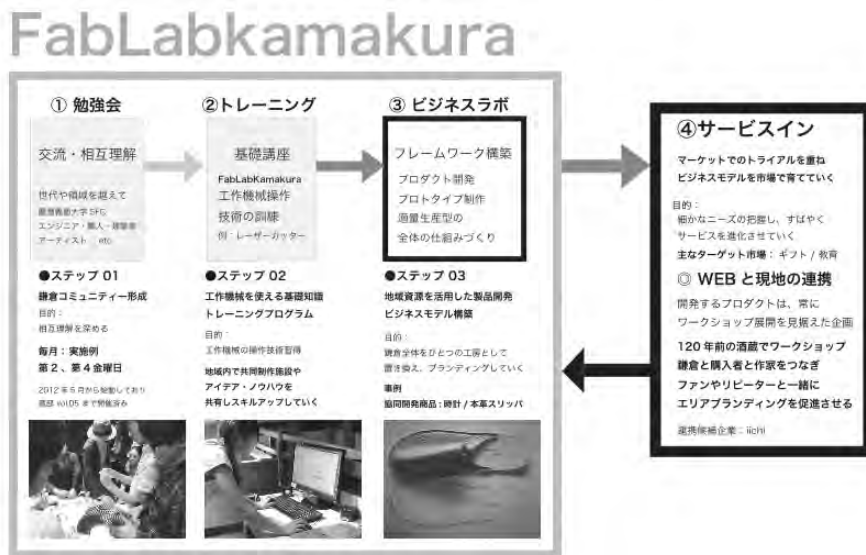 FabLabkamakura
① 勉強会
交流・相互理解
世代や領域を越えて
慶應義塾大学 SFC
エンジニア・職人・建築家
アーティスト etc
●ステップ 01
鎌倉コミュニティー形成
目的：
相互理解を深める
毎月：実施例
第2、第4金曜日
まで開催済み
②トレーニング
基礎講座
FabLabKamakura
工作機械操作
技術の訓練
例：レーザーカッター
●ステップ 02
工作機械を使える基礎知識
トレーニングプログラム
目的：
工作機械の操作技術習得
地域内で共同制作施設や
アイデア・ノウハウを
共有しスキルアップしていく
③ ビジネスラボ
フレームワーク構築
プロダクト開発
プロトタイプ制作
適量生産型の
全体の仕組みづくり
●ステップ 03
地域資源を活用した製品開発
ビジネスモデル構築
目的：
鎌倉全体をひとつの工房として
置き換え、ブランディングしていく
事例
協同開発商品：時計 / 本革スリッパ
④サービスイン
マーケットでのトライアルを重ね
ビジネスモデルを市場で育てていく
目的：
細かなニーズの把握し、すばやく
サービスを進化させていく
主なターゲット市場：ギフト / 教育
◎ WEBと現地の連携
開発するプロダクトは、常に
ワークショップ展開を見据えた企画
120年前の酒蔵でワークショップ
鎌倉と購入者と作家をつなぎ
ファンやリピーターと一緒に
エリアブランディングを促進させる
連携候補企業：iichi